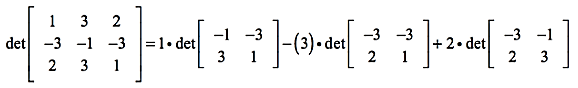 det[ 1 3 2 ; -3 -1 -3 ; 2 3 1 ] = 1•det[ -1 -3 ; 3 1 ] − (3)•det[ -3 -3 ; 2 1 ] + 2•det[ -3 -1 ; 2 3 ]